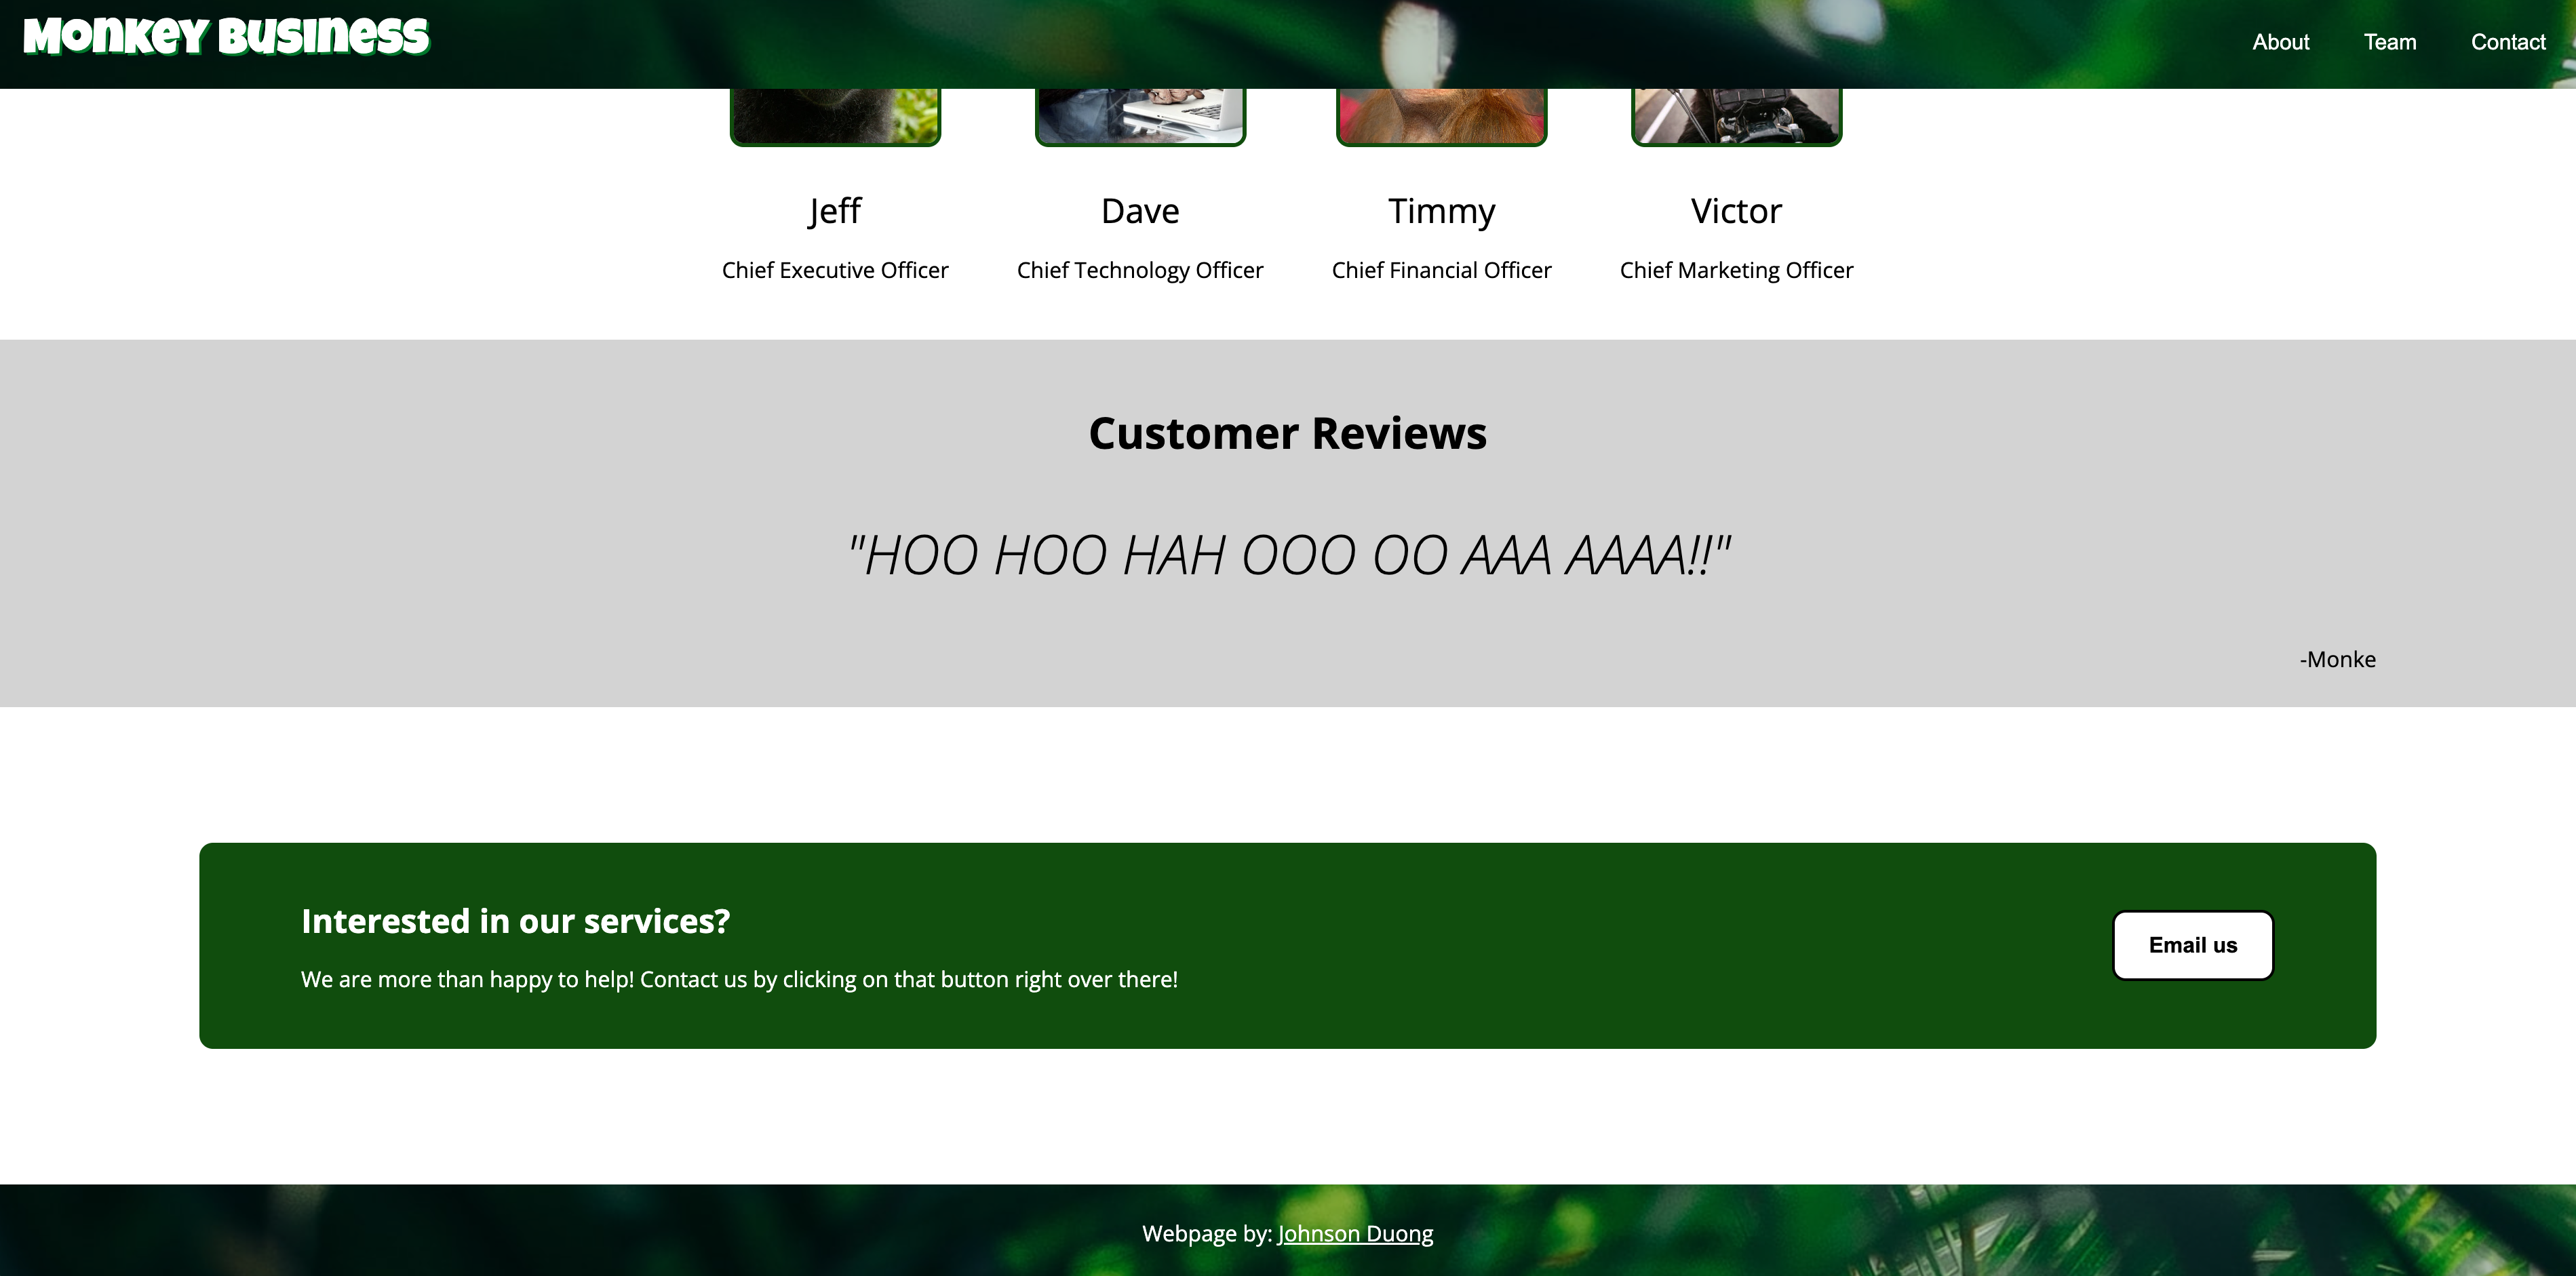 Monkey Business
About
Team
Contact
Jeff
Dave
Timmy
Victor
Chief Executive Officer
Chief Technology Officer
Chief Financial Officer
Chief Marketing Officer
Customer Reviews
"HOO HOO HAH OOO OO AAA AAAA!!"
-Monke
Interested in our services?
We are more than happy to help! Contact us by clicking on that button right over there!
Email us
Webpage by: Johnson Duong